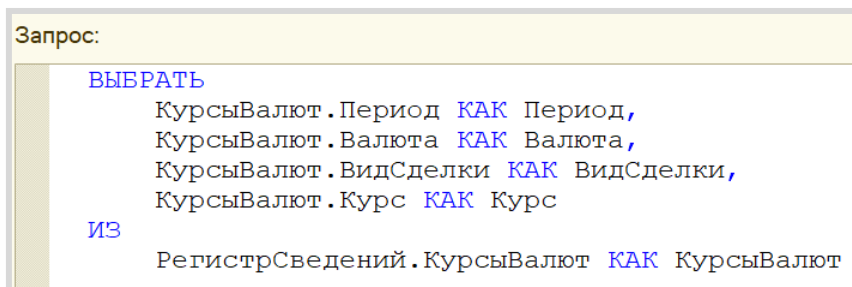 Запрос:
ВЫБРАТЬ
КурсыВалют.Период КАК Период,
КурсыВалют.Валюта КАК Валюта,
КурсыВалют.ВидСделки КАК ВидСделки,
КурсыВалют.Курс КАК Курс
ИЗ
РегистрСведений.КурсыВалют КАК КурсыВалют